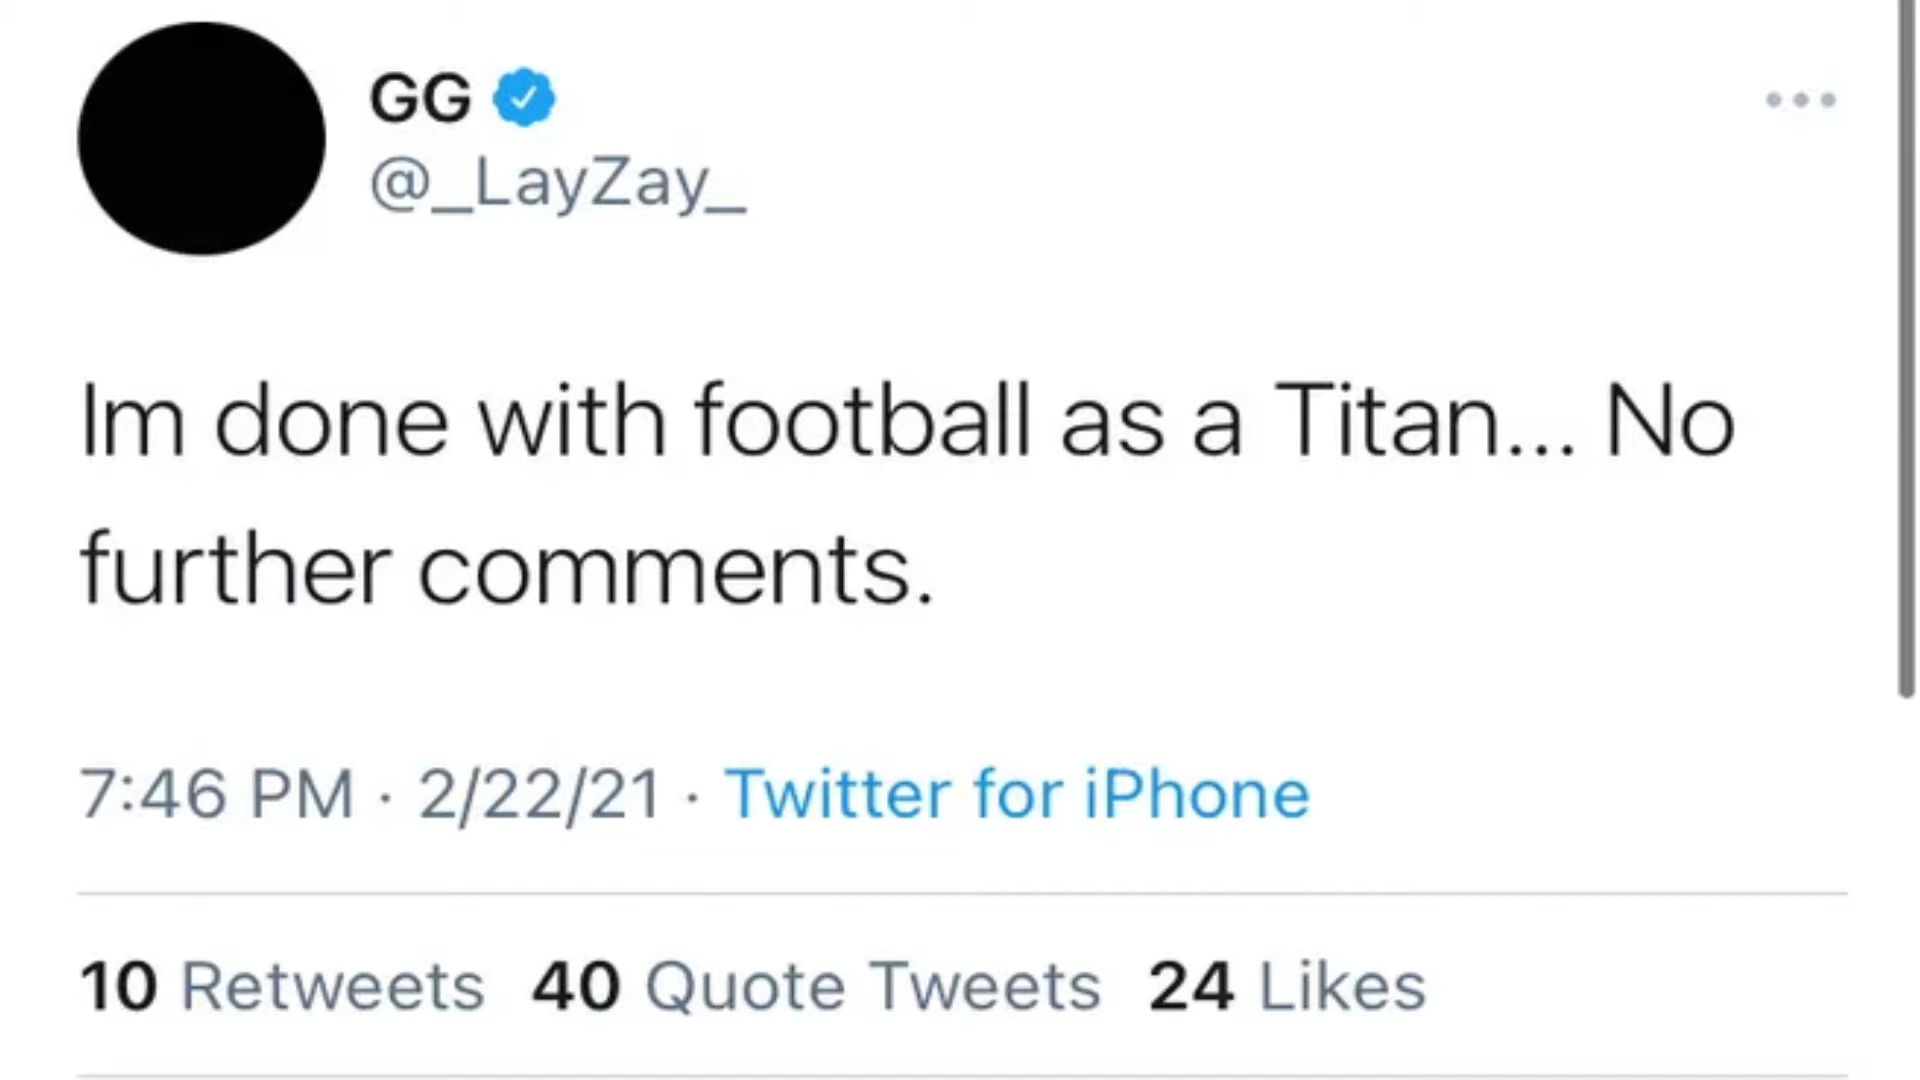 GG
@_LayZay_
Im done with football as a Titan... No
further comments.
7:46 PM · 2/22/21 · Twitter for iPhone
10 Retweets 40 Quote Tweets 24 Likes